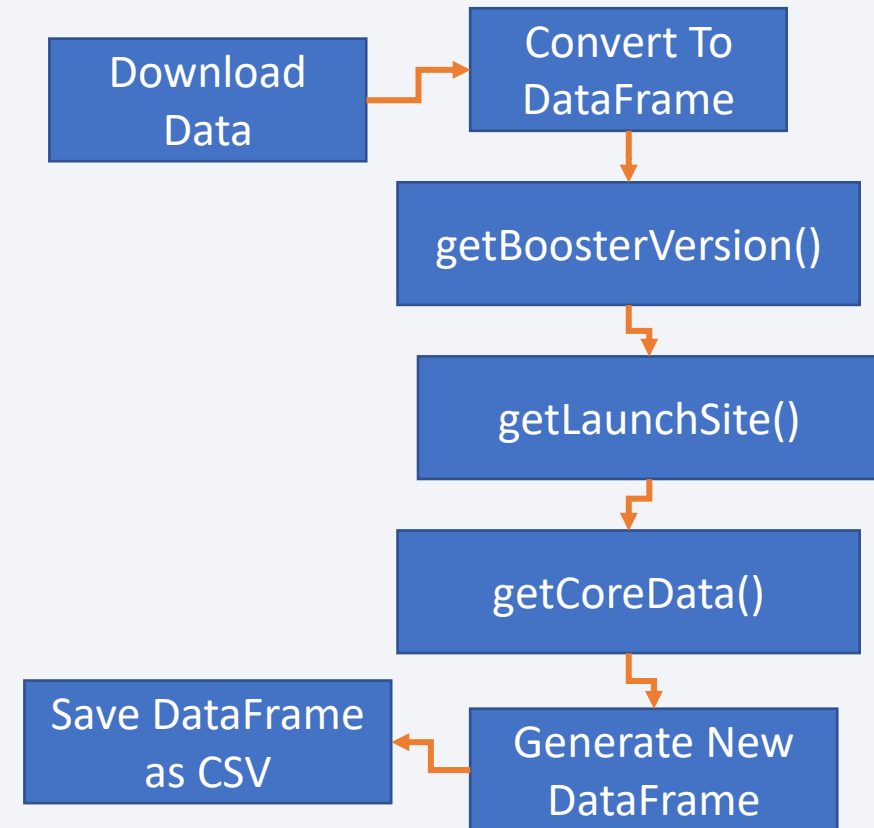 Download
Data
Convert To
DataFrame
getBoosterVersion()
getLaunchSite()
getCoreData()
Generate New
DataFrame
Save DataFrame
as CSV